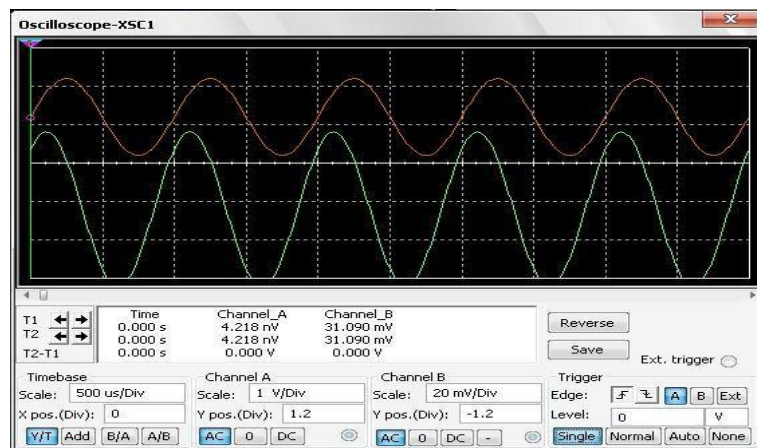 Oscilloscope-XSC1
T1
T2
T2-T1
Time Channel_A Channel_B
0.000 s 4.218 nV 31.090 mV
0.000 s 4.218 nV 31.090 mV
0.000 s 0.000 V 0.000 V
Reverse
Save
Ext. trigger
Timebase
Scale: 500 us/Div
X pos.(Div): 0
Y/T Add B/A A/B
Channel A
Scale: 1 V/Div
Y pos.(Div): 1.2
AC 0 DC
Channel B
Scale: 20 mV/Div
Y pos.(Div): -1.2
AC 0 DC -
Trigger
Edge: A B Ext
Level: 0 V
Single Normal Auto None